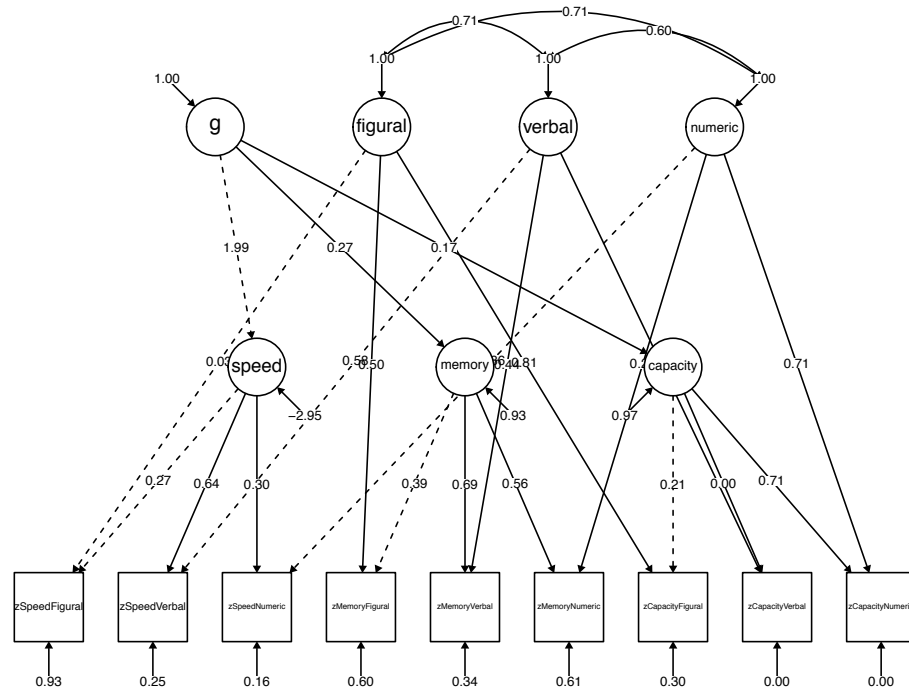 0.71
0.71
0.60
1.00
1.00
1.00
1.00
g
figural
verbal
numeric
1.99
0.27
0.17
0.58
0.50
0.81
0.71
speed
memory
capacity
−2.95
0.93
0.97
0.27
0.64
0.30
0.39
0.69
0.56
0.21
0.00
0.71
zSpeedFigural
zSpeedVerbal
zSpeedNumeric
zMemoryFigural
zMemoryVerbal
zMemoryNumeric
zCapacityFigural
zCapacityVerbal
zCapacityNumeri
0.93
0.25
0.16
0.60
0.34
0.61
0.30
0.00
0.00